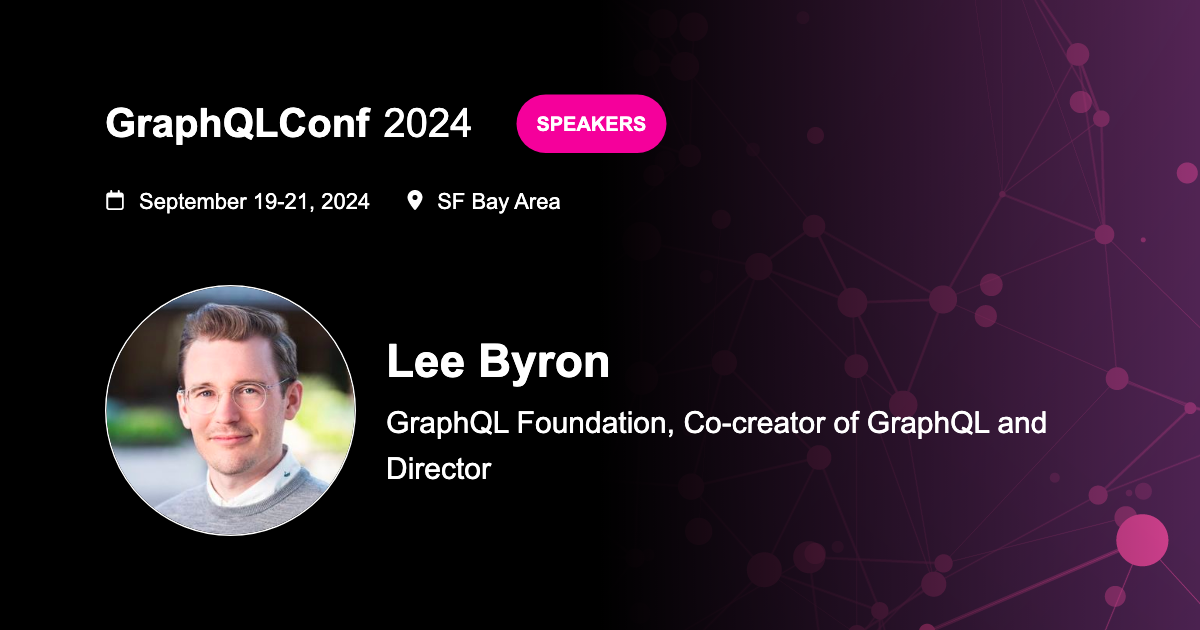 GraphQLConf 2024
SPEAKERS
September 19-21, 2024
SF Bay Area
Lee Byron
GraphQL Foundation, Co-creator of GraphQL and
Director